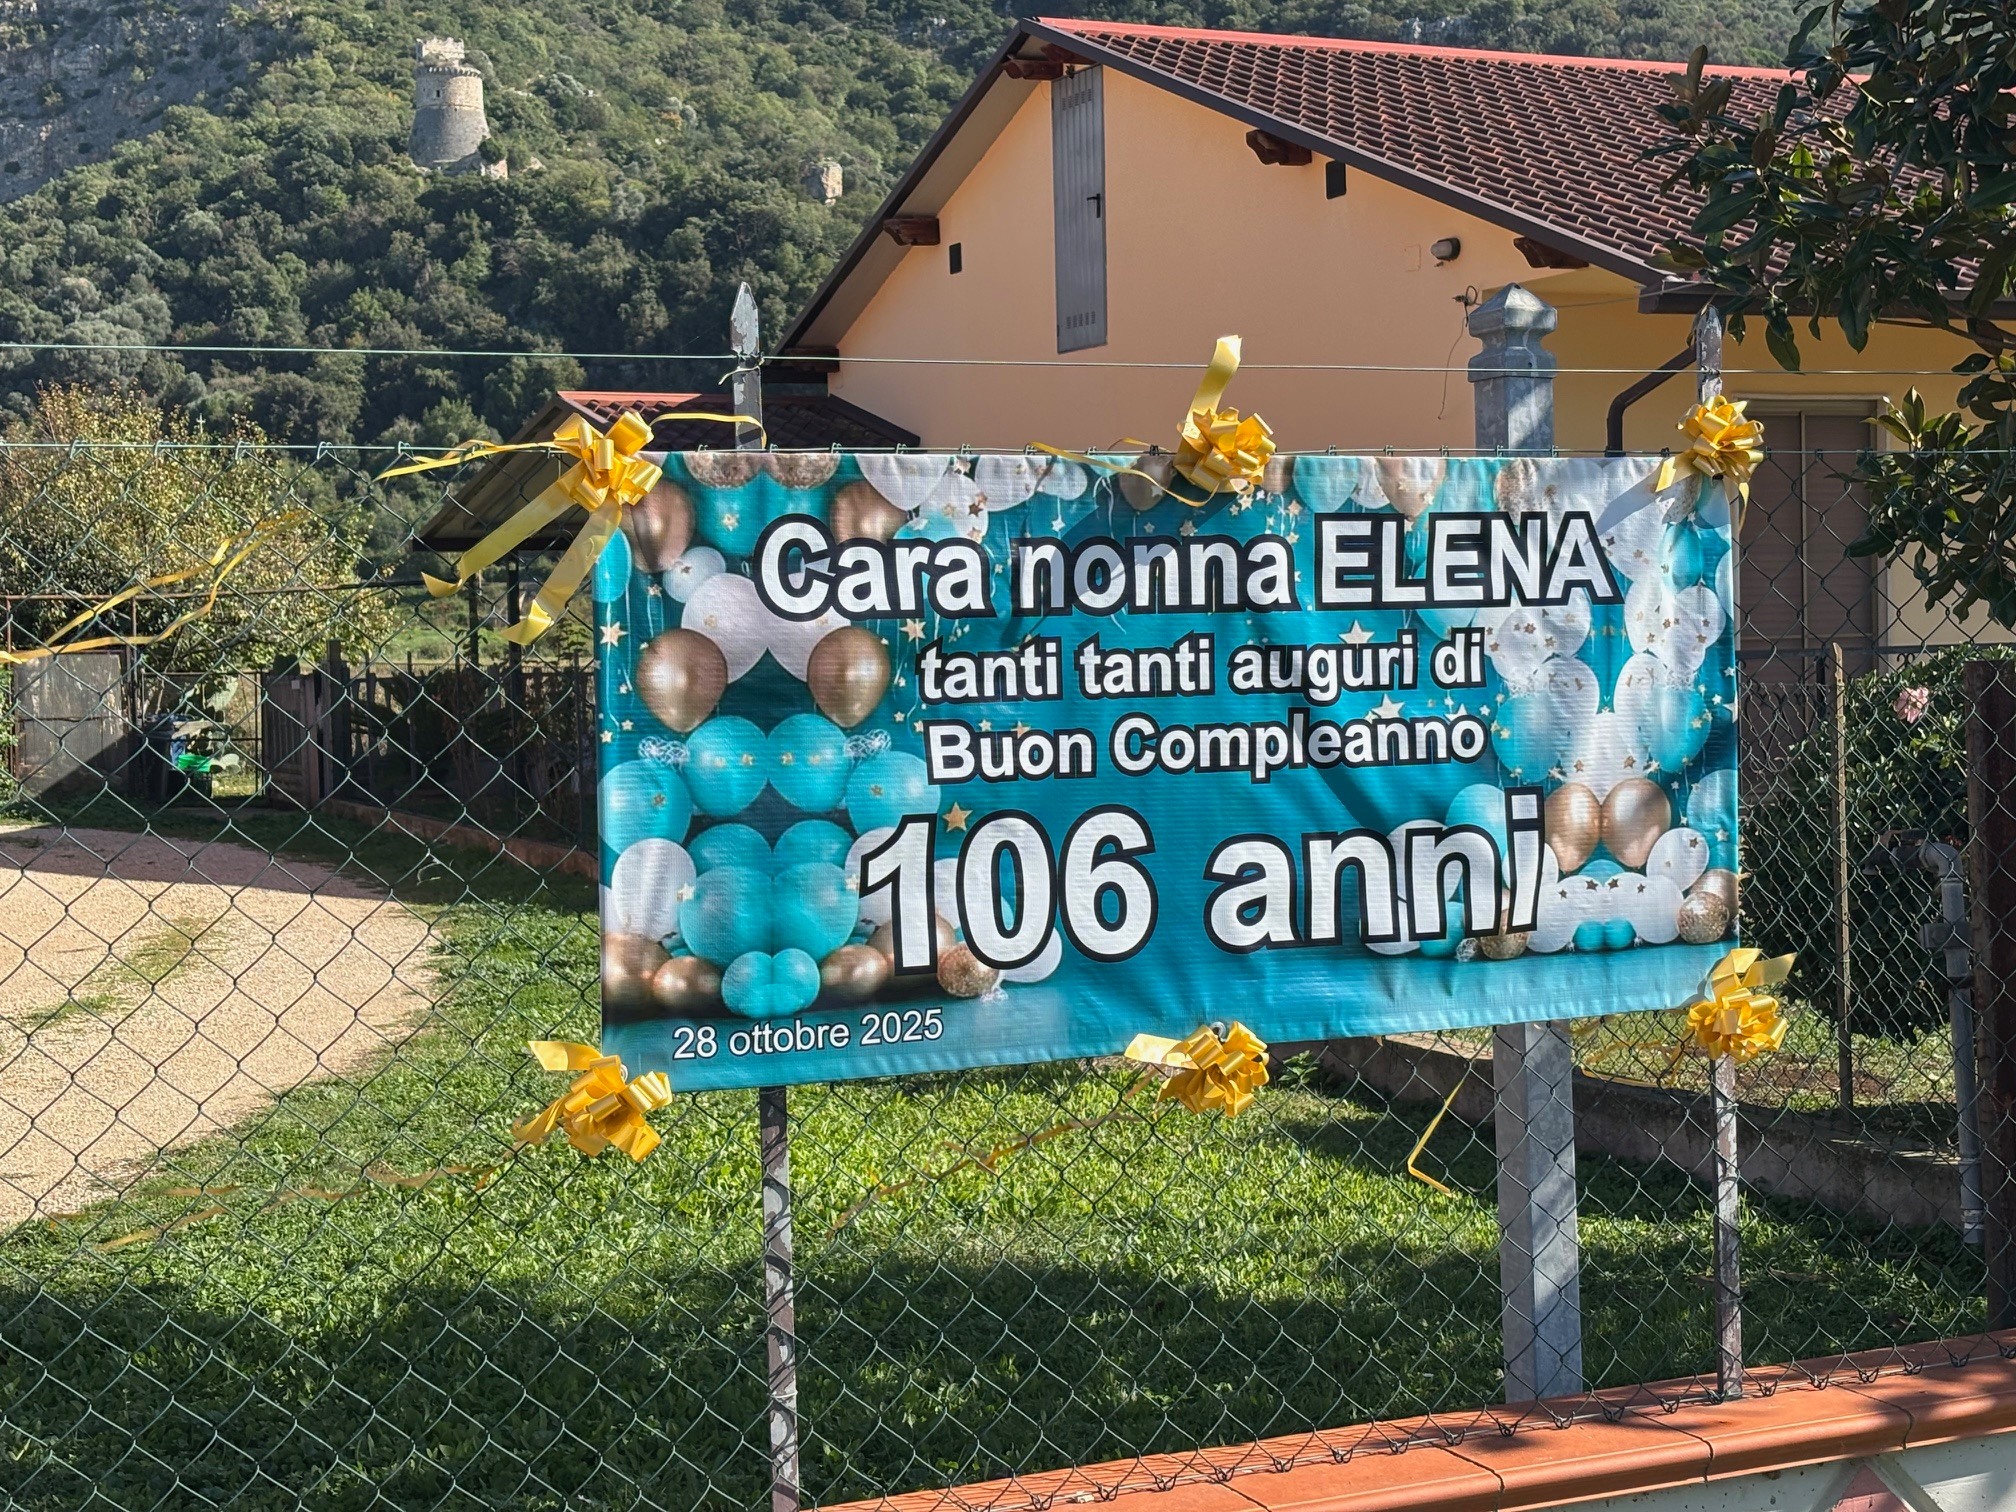 Cara nonna ELENA
tanti tanti auguri di
Buon Compleanno
106 anni
28 ottobre 2025